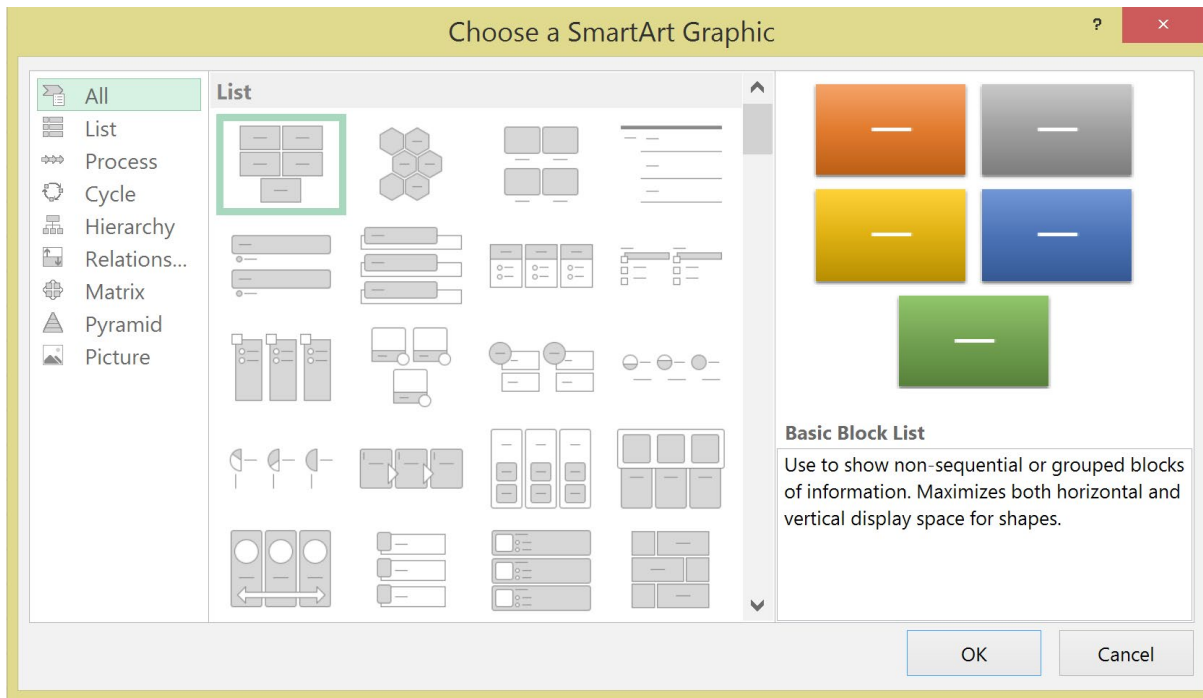 Choose a SmartArt Graphic
?
All
List
Process
Cycle
Hierarchy
Relations...
Matrix
Pyramid
Picture
List
Basic Block List
Use to show non-sequential or grouped blocks
of information. Maximizes both horizontal and
vertical display space for shapes.
OK
Cancel